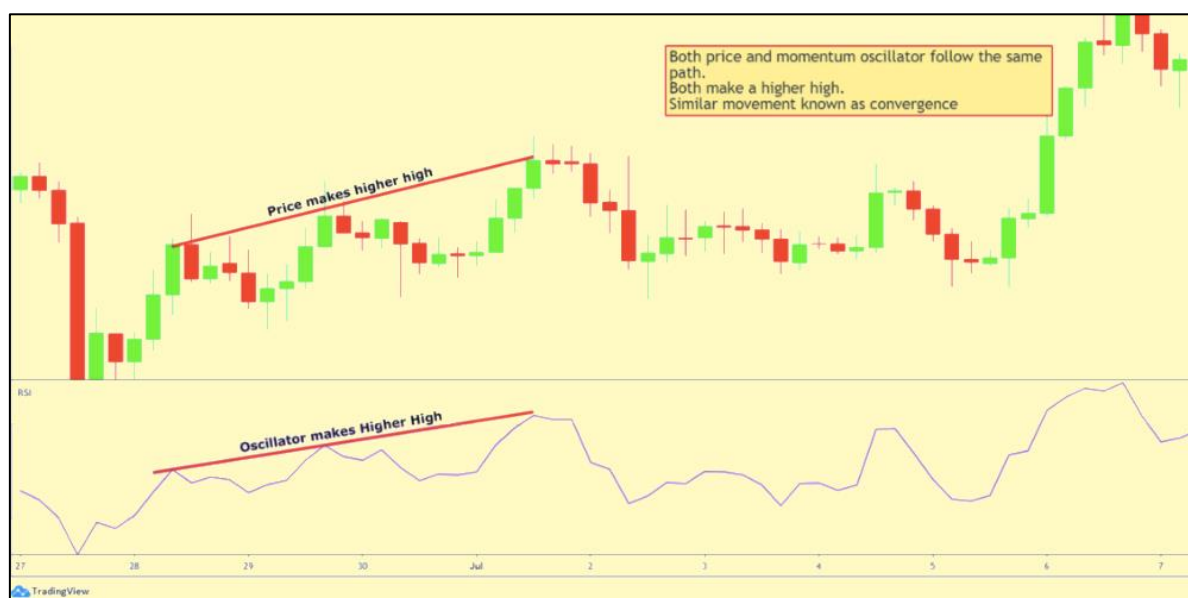 Both price and momentum oscillator follow the same
path.
Both make a higher high.
Similar movement known as convergence
Price makes higher high
RSI
Oscillator makes Higher High
27 28 29 30 Jul 2 3 4 5 6 7
TradingView